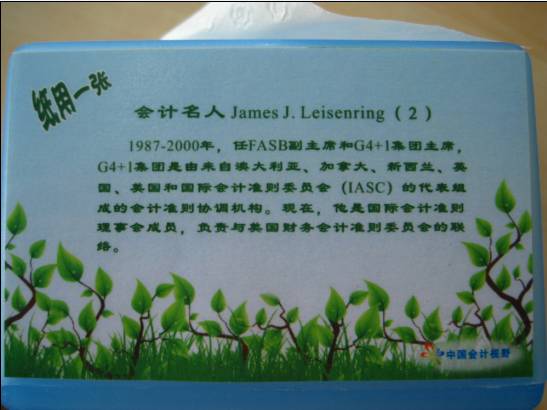 纸用一张
会计名人 James J. Leisenring（2）
1987-2000年，任FASB副主席和G4+1集团主席，
G4+1集团是由来自澳大利亚、加拿大、新西兰、英
国、美国和国际会计准则委员会（IASC）的代表组
成的会计准则协调机构。现在，他是国际会计准则
理事会成员，负责与美国财务会计准则委员会的联
络。
中国会计视野